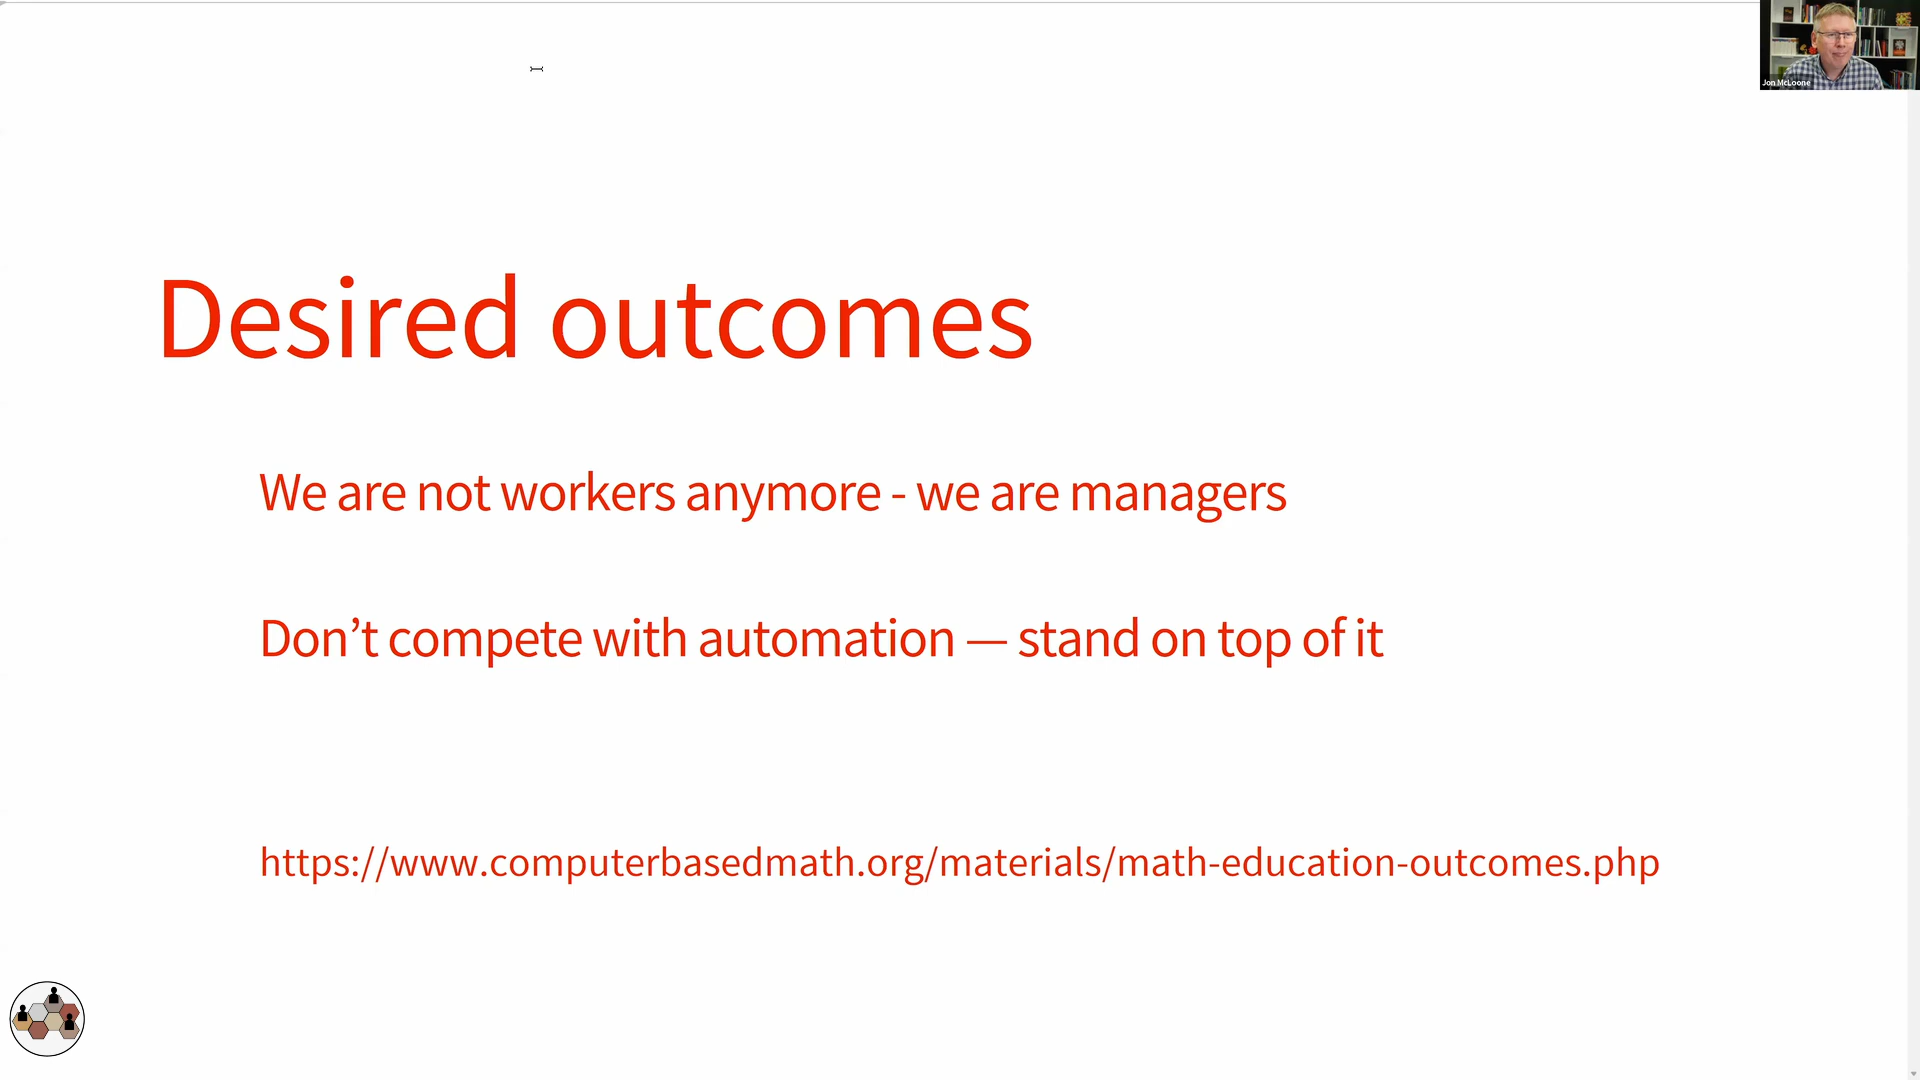 Jon McLoone
Desired outcomes
We are not workers anymore - we are managers
Don’t compete with automation — stand on top of it
https://www.computerbasedmath.org/materials/math-education-outcomes.php